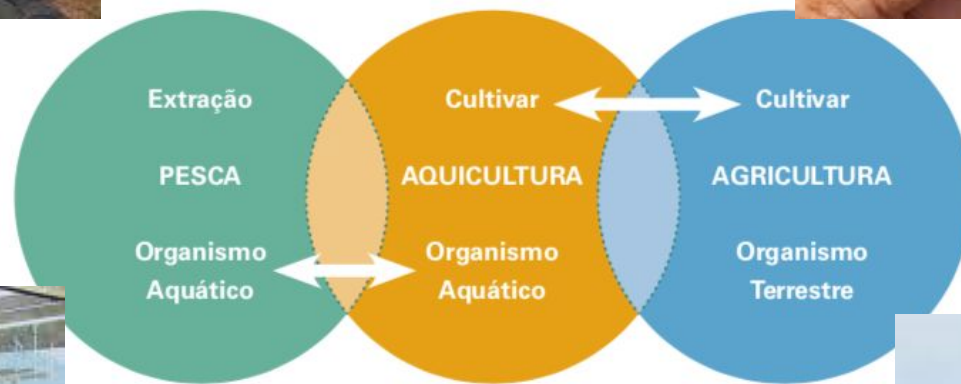 Extração
PESCA
Organismo
Aquático
Cultivar
AQUICULTURA
Organismo
Aquático
Cultivar
AGRICULTURA
Organismo
Terrestre